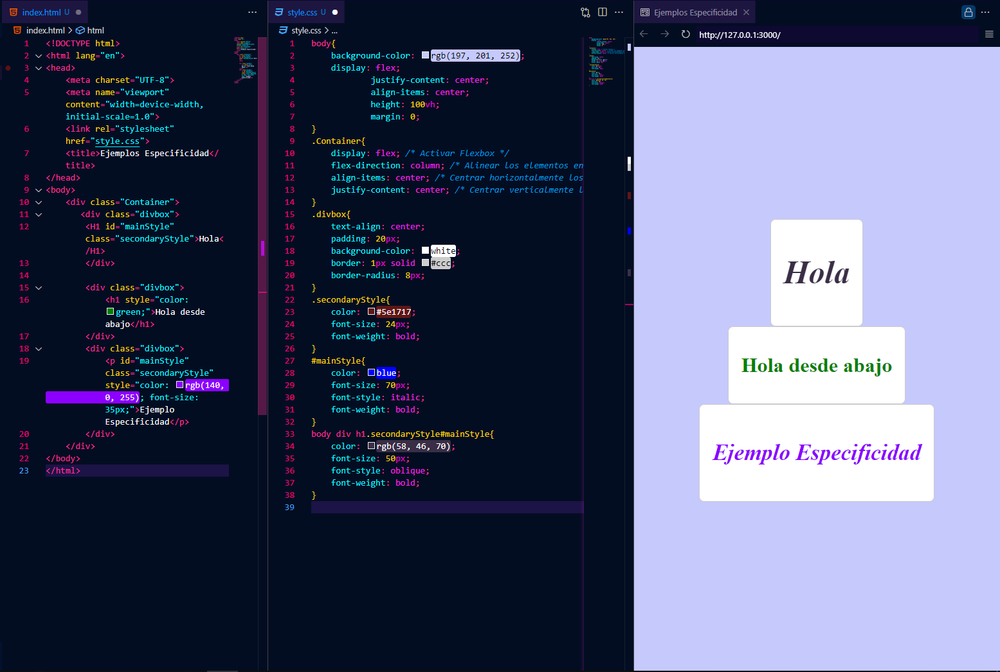 index.html U
index.html > html
1 <!DOCTYPE html>
2 <html lang="en">
3 <head>
4 <meta charset="UTF-8">
5 <meta name="viewport"
content="width=device-width,
initial-scale=1.0">
6 <link rel="stylesheet"
href="style.css">
7 <title>Ejemplos Especificidad</
title>
8 </head>
9 <body>
10 <div class="Container">
11 <div class="divbox">
12 <H1 id="mainStyle"
class="secondaryStyle">Hola<
/H1>
13 </div>
14
15 <div class="divbox">
16 <h1 style="color:
green;">Hola desde
abajo</h1>
17 </div>
18 <div class="divbox">
19 <p id="mainStyle"
class="secondaryStyle"
style="color: rgb(140,
0, 255); font-size:
35px;">Ejemplo
Especificidad</p>
20 </div>
21 </div>
22 </body>
23 </html>
style.css U
style.css > ...
1 body{
2 background-color: rgb(197, 201, 252);
3 display: flex;
4 justify-content: center;
5 align-items: center;
6 height: 100vh;
7 margin: 0;
8 }
9 .Container{
10 display: flex; /* Activar Flexbox */
11 flex-direction: column; /* Alinear los elementos en
12 align-items: center; /* Centrar horizontalmente los
13 justify-content: center; /* Centrar verticalmente l
14 }
15 .divbox{
16 text-align: center;
17 padding: 20px;
18 background-color: white;
19 border: 1px solid #ccc;
20 border-radius: 8px;
21 }
22 .secondaryStyle{
23 color: #5e1717;
24 font-size: 24px;
25 font-weight: bold;
26 }
27 #mainStyle{
28 color: blue;
29 font-size: 70px;
30 font-style: italic;
31 font-weight: bold;
32 }
33 body div h1.secondaryStyle#mainStyle{
34 color: rgb(58, 46, 70);
35 font-size: 50px;
36 font-style: oblique;
37 font-weight: bold;
38 }
39
Ejemplos Especificidad
http://127.0.0.1:3000/
Hola
Hola desde abajo
Ejemplo Especificidad